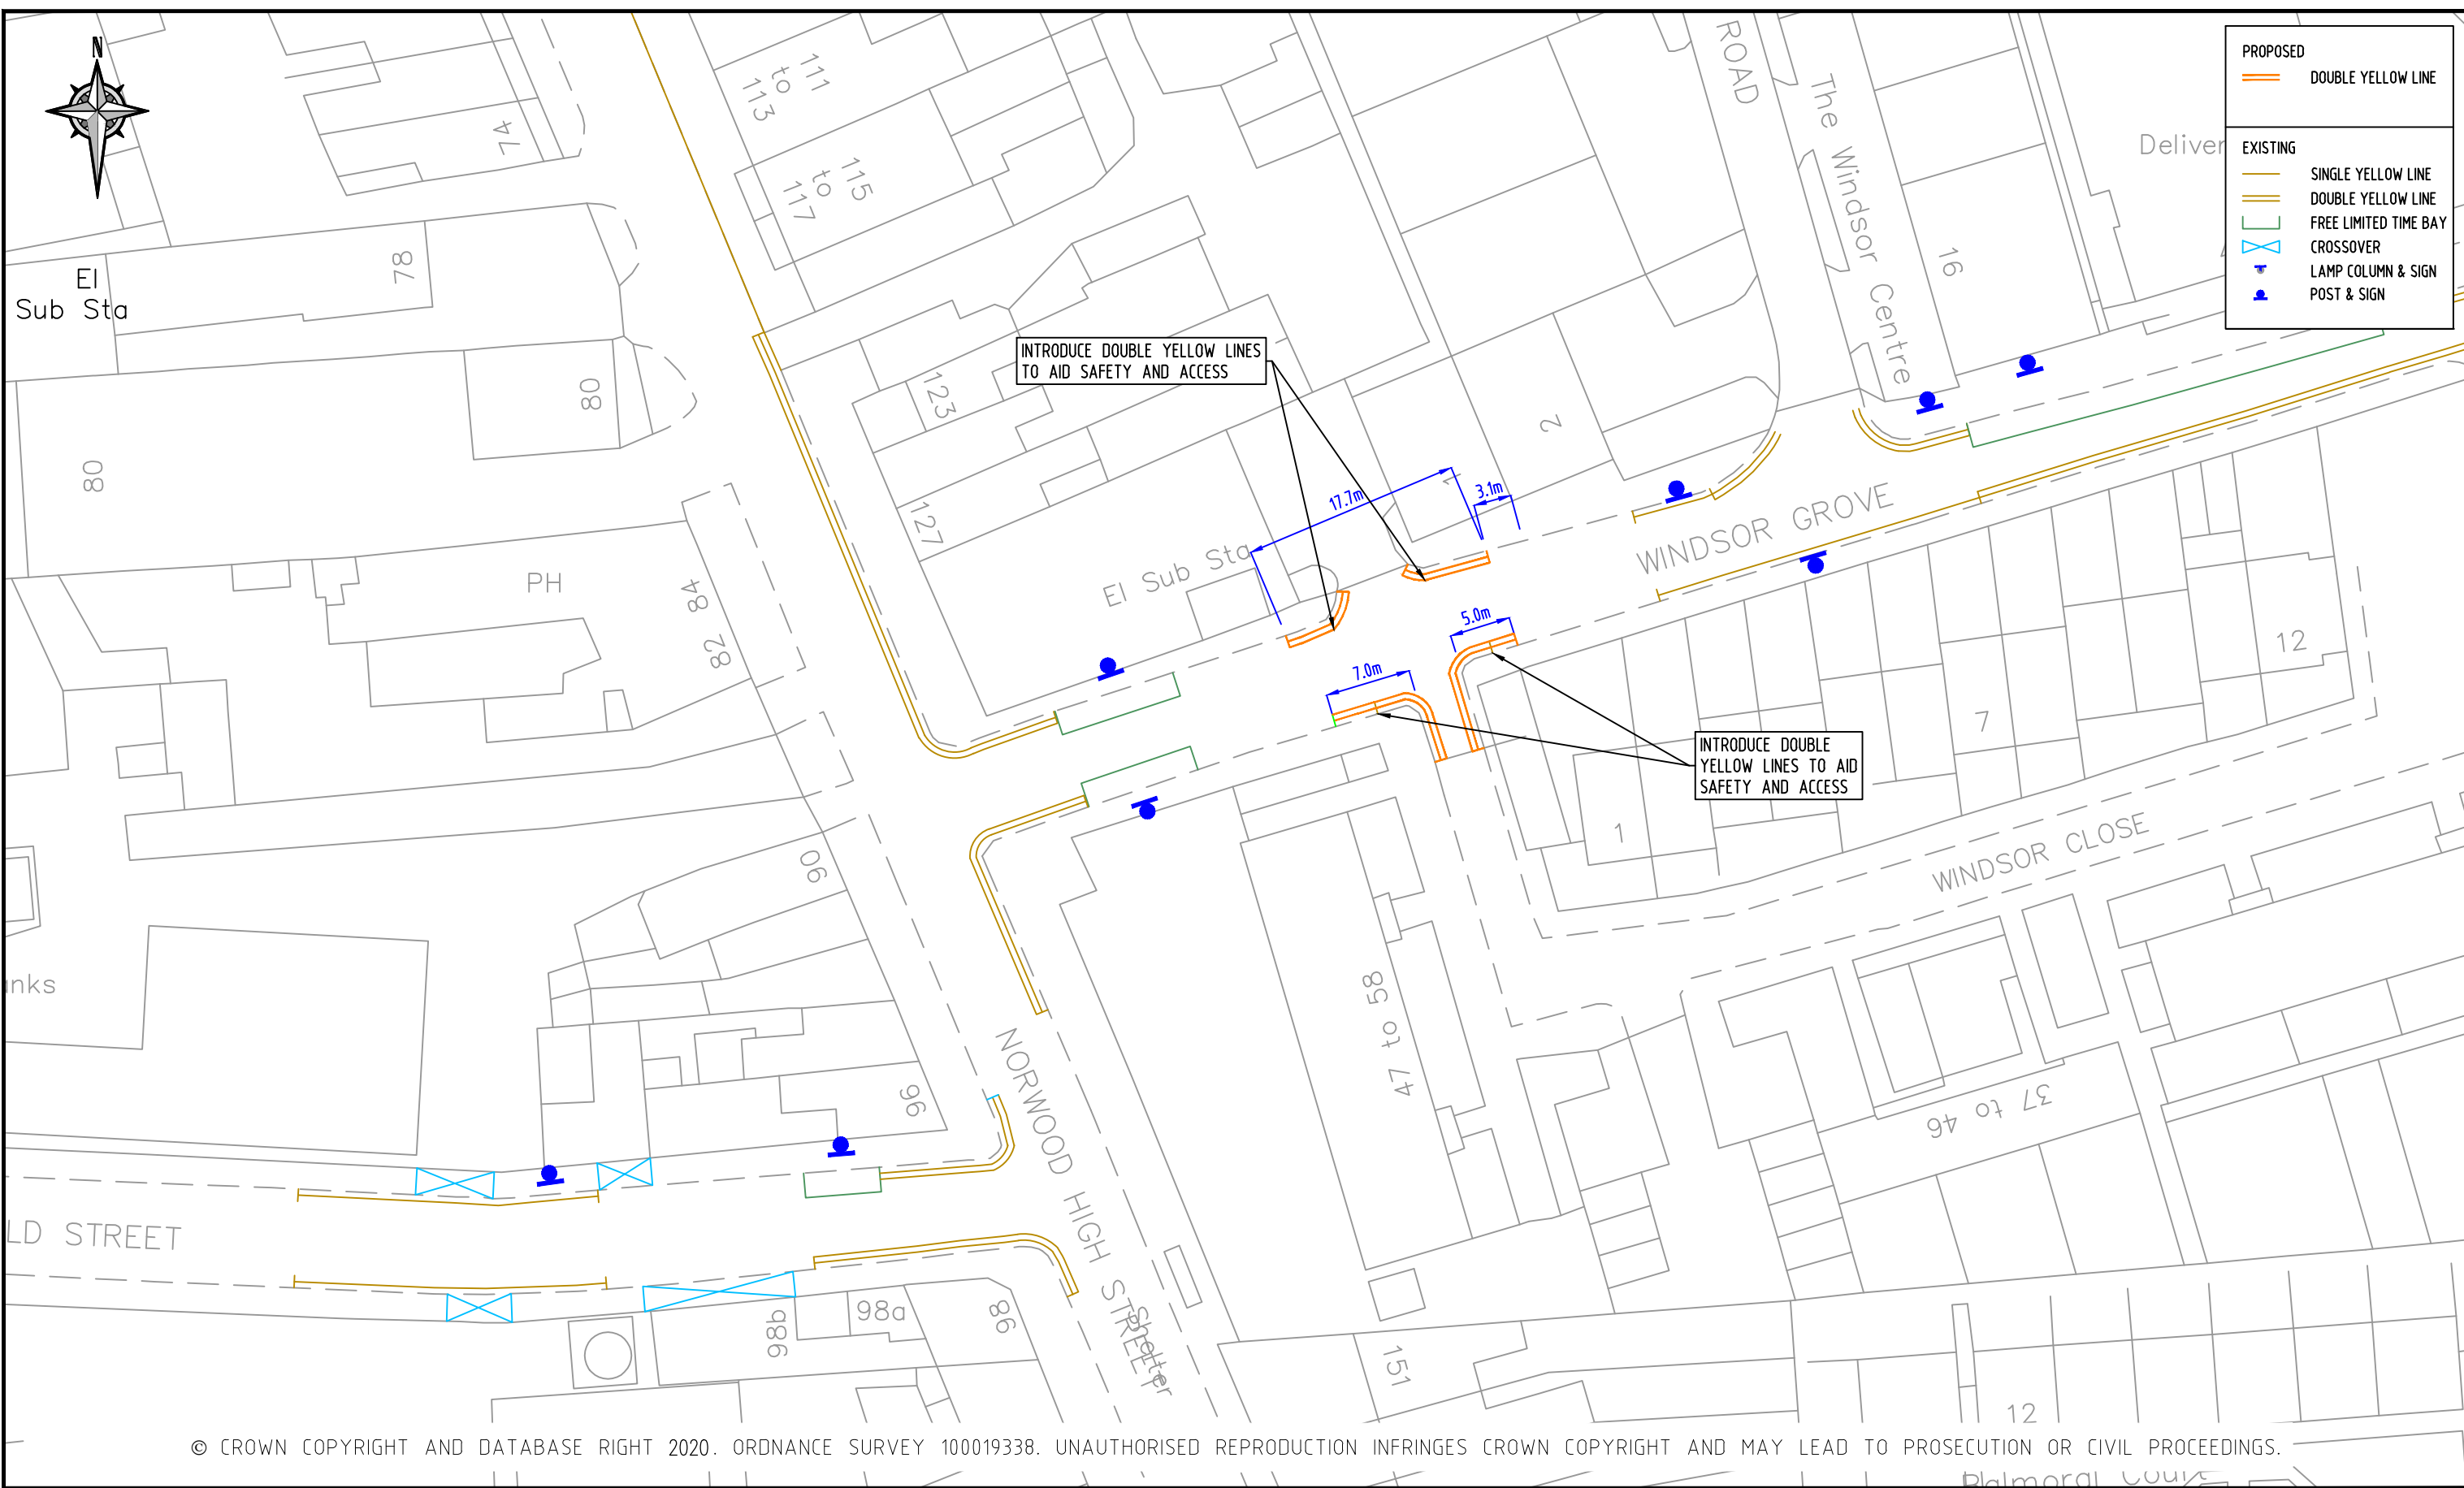 N
PROPOSED
DOUBLE YELLOW LINE
EXISTING
SINGLE YELLOW LINE
DOUBLE YELLOW LINE
FREE LIMITED TIME BAY
CROSSOVER
LAMP COLUMN & SIGN
POST & SIGN
ROAD
The Windsor Centre
Deliver
111
to
113
74
115
to
117
78
16
El
Sub Sta
INTRODUCE DOUBLE YELLOW LINES
TO AID SAFETY AND ACCESS
123
80
80
2
1
17.7m
3.1m
127
WINDSOR GROVE
El Sub Sta
PH
84
82
5.0m
7.0m
12
7
INTRODUCE DOUBLE
YELLOW LINES TO AID
SAFETY AND ACCESS
1
WINDSOR CLOSE
90
nks
47 to 58
96
37 to 46
NORWOOD HIGH STREET
LD STREET
98b
98a
98
Shelter
151
12
© CROWN COPYRIGHT AND DATABASE RIGHT 2020. ORDNANCE SURVEY 100019338. UNAUTHORISED REPRODUCTION INFRINGES CROWN COPYRIGHT AND MAY LEAD TO PROSECUTION OR CIVIL PROCEEDINGS.
Balmoral Court